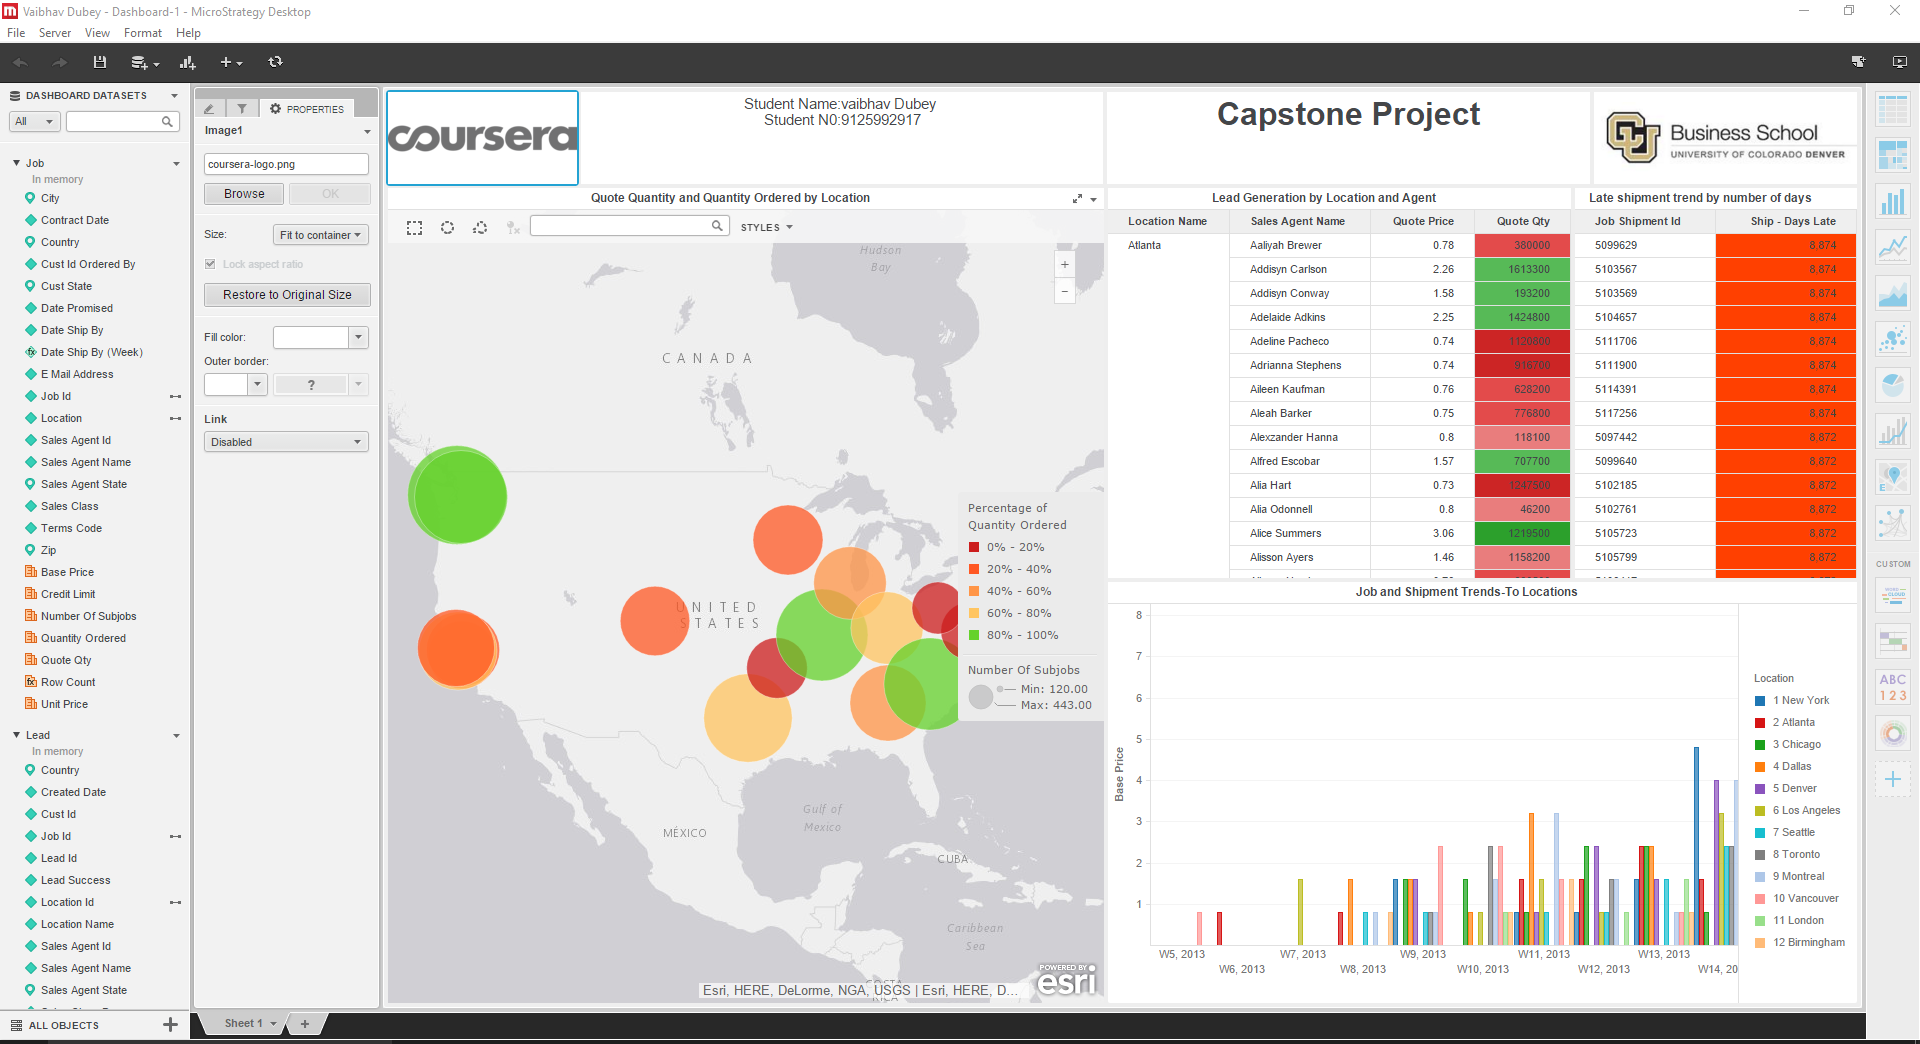 Vaibhav Dubey - Dashboard-1 - MicroStrategy Desktop
File Server View Format Help
DASHBOARD DATASETS
All
Job
In memory
City
Contract Date
Country
Cust Id Ordered By
Cust State
Date Promised
Date Ship By
Date Ship By (Week)
E Mail Address
Job Id
Location
Sales Agent Id
Sales Agent Name
Sales Agent State
Sales Class
Terms Code
Zip
Base Price
Credit Limit
Number Of Subjobs
Quantity Ordered
Quote Qty
Row Count
Unit Price
Lead
In memory
Country
Created Date
Cust Id
Job Id
Lead Id
Lead Success
Location Id
Location Name
Sales Agent Id
Sales Agent Name
Sales Agent State
ALL OBJECTS
PROPERTIES
Image1
coursera-logo.png
Browse OK
Size: Fit to container
Lock aspect ratio
Restore to Original Size
Fill color:
Outer border:
?
Link
Disabled
coursera
Student Name:vaibhav Dubey
Student N0:9125992917
Capstone Project
CU
Business School
UNIVERSITY OF COLORADO DENVER
Quote Quantity and Quantity Ordered by Location
STYLES
+
−
Hudson
Bay
CANADA
UNITED
STATES
Gulf of
Mexico
MÉXICO
CUBA
Caribbean
Sea
COSTA
RICA
Percentage of
Quantity Ordered
0% - 20%
20% - 40%
40% - 60%
60% - 80%
80% - 100%
Number Of Subjobs
Min: 120.00
Max: 443.00
Esri, HERE, DeLorme, NGA, USGS | Esri, HERE, D...
POWERED BY
esri
Lead Generation by Location and Agent
Location Name Sales Agent Name Quote Price Quote Qty
Atlanta Aaliyah Brewer 0.78 380000
Addisyn Carlson 2.26 1613300
Addisyn Conway 1.58 193200
Adelaide Adkins 2.25 1424800
Adeline Pacheco 0.74 1120800
Adrianna Stephens 0.74 916700
Aileen Kaufman 0.76 628200
Aleah Barker 0.75 776800
Alexzander Hanna 0.8 118100
Alfred Escobar 1.57 707700
Alia Hart 0.73 1247500
Alia Odonnell 0.8 46200
Alice Summers 3.06 1219500
Alisson Ayers 1.46 1158200
Late shipment trend by number of days
Job Shipment Id Ship - Days Late
5099629 8,874
5103567 8,874
5103569 8,874
5104657 8,874
5111706 8,874
5111900 8,874
5114391 8,874
5117256 8,874
5097442 8,872
5099640 8,872
5102185 8,872
5102761 8,872
5105723 8,872
5105799 8,872
Job and Shipment Trends-To Locations
Base Price
8
7
6
5
4
3
2
1
W5, 2013
W6, 2013
W7, 2013
W8, 2013
W9, 2013
W10, 2013
W11, 2013
W12, 2013
W13, 2013
W14, 20
Location
1 New York
2 Atlanta
3 Chicago
4 Dallas
5 Denver
6 Los Angeles
7 Seattle
8 Toronto
9 Montreal
10 Vancouver
11 London
12 Birmingham
CUSTOM
ABC
123
Sheet 1
+